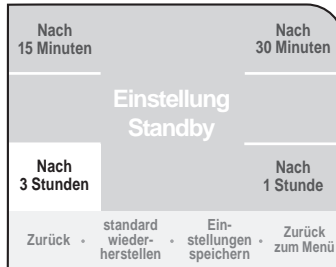 Nach
15 Minuten
Nach
30 Minuten
Einstellung
Standby
Nach
3 Stunden
Nach
1 Stunde
Zurück
standard
wieder-
herstellen
Ein-
stellungen
speichern
Zurück
zum Menü